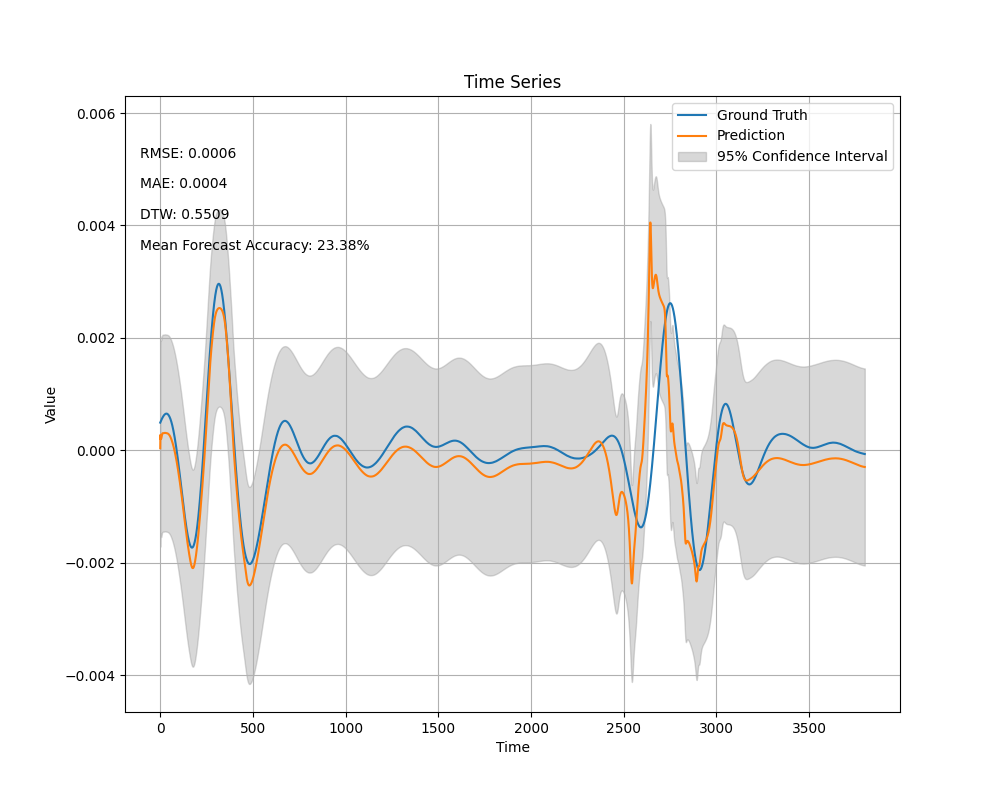 Time Series
Ground Truth
Prediction
95% Confidence Interval
RMSE: 0.0006
MAE: 0.0004
DTW: 0.5509
Mean Forecast Accuracy: 23.38%
0.006
0.004
0.002
0.000
−0.002
−0.004
Value
0 500 1000 1500 2000 2500 3000 3500
Time